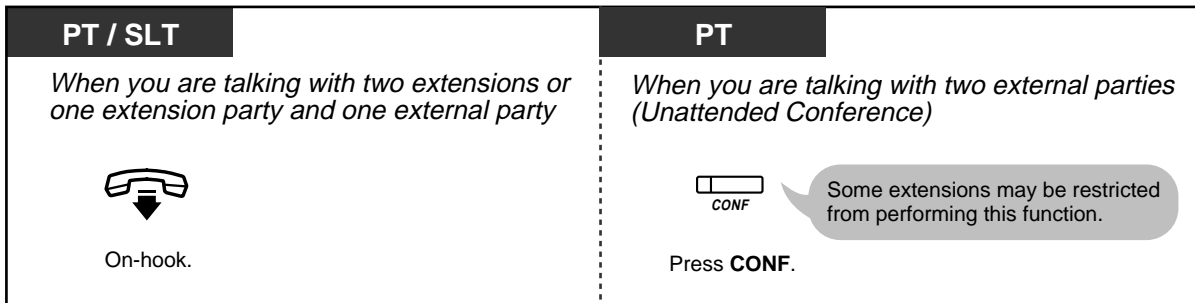 PT / SLT
When you are talking with two extensions or
one extension party and one external party
On-hook.
PT
When you are talking with two external parties
(Unattended Conference)
CONF
Some extensions may be restricted
from performing this function.
Press CONF.